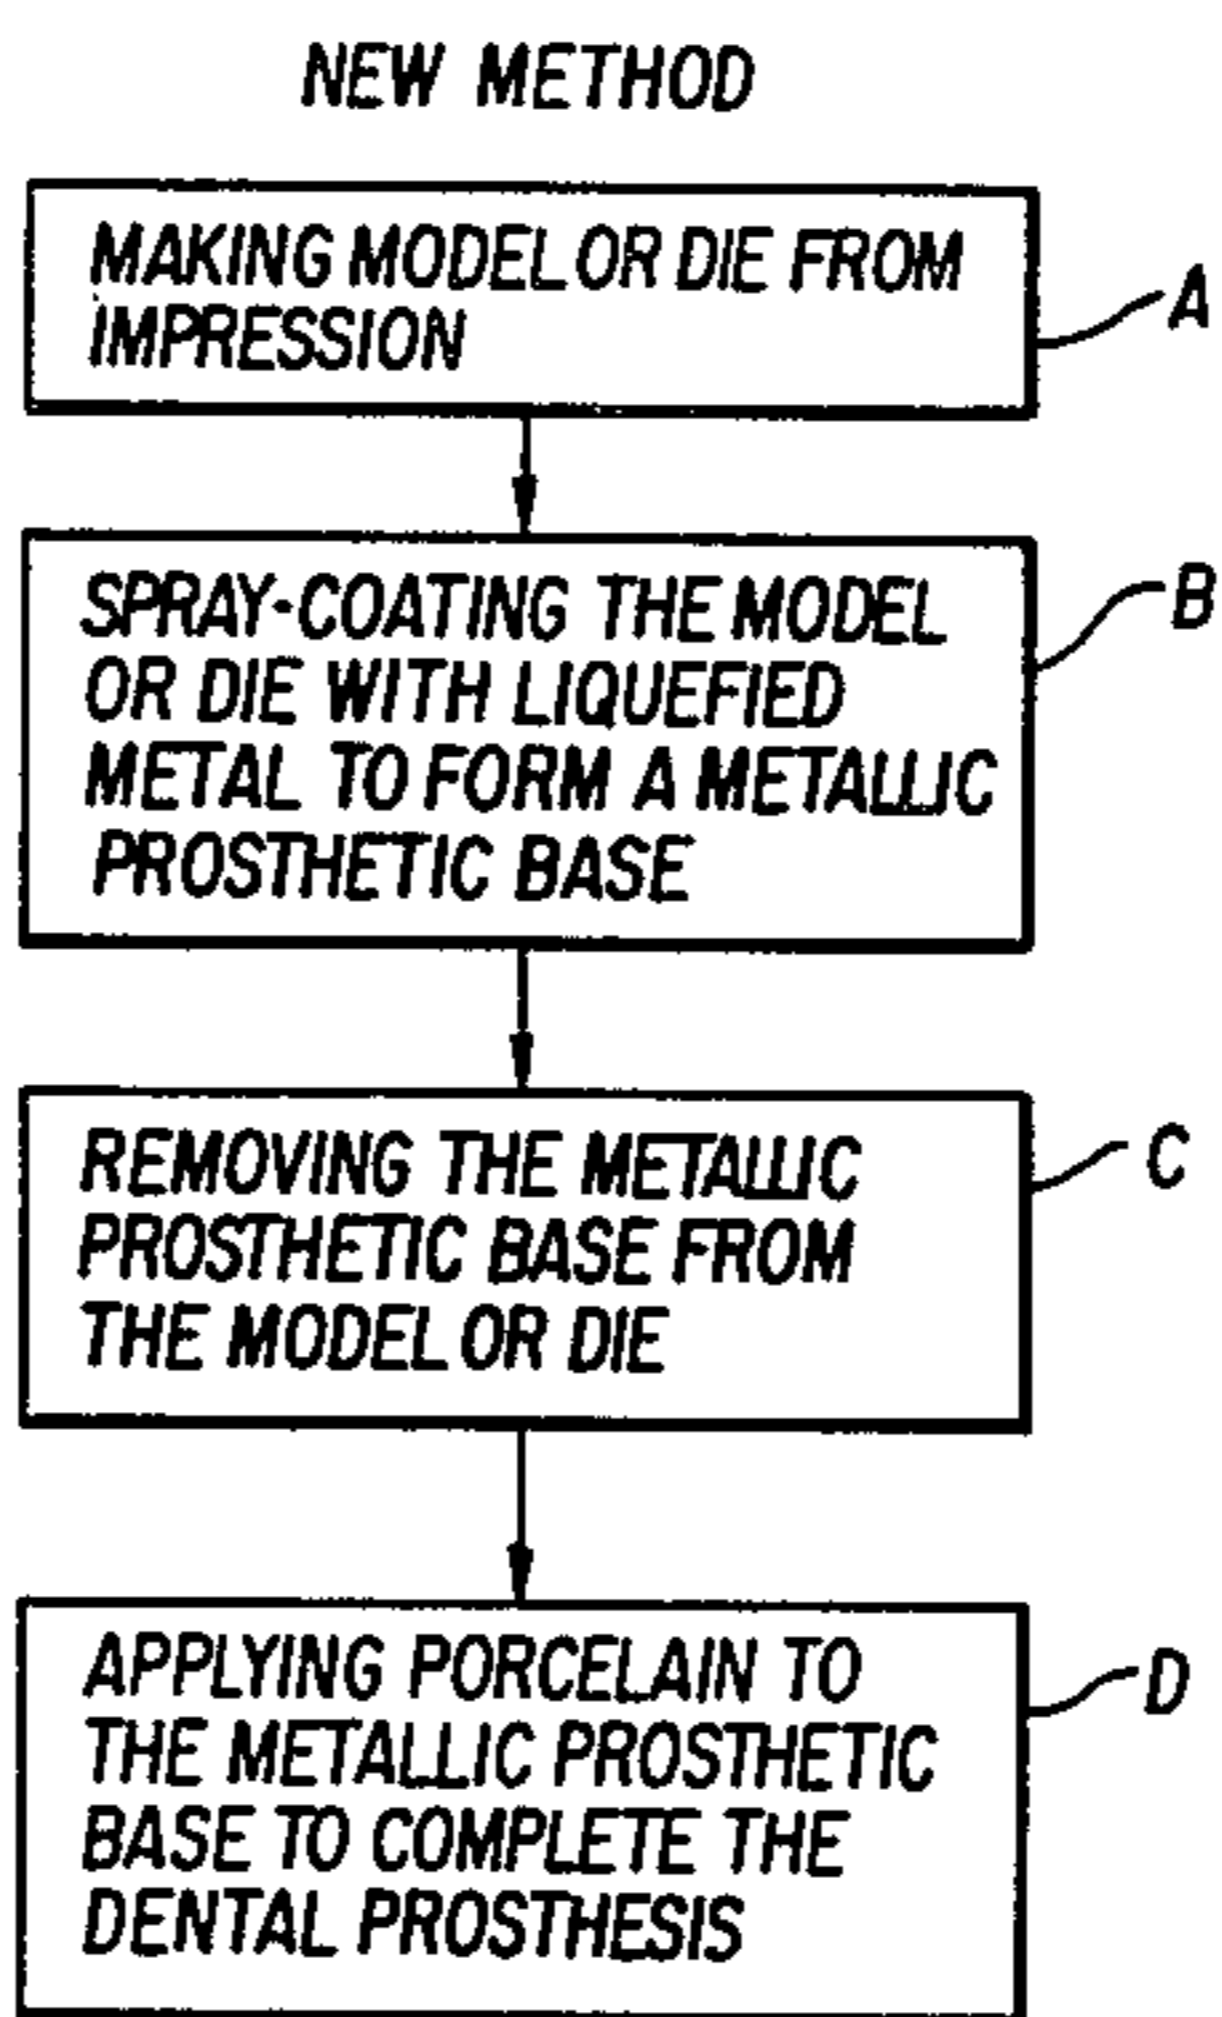 NEW METHOD
MAKING MODEL OR DIE FROM
IMPRESSION
A
SPRAY-COATING THE MODEL
OR DIE WITH LIQUEFIED
METAL TO FORM A METALLIC
PROSTHETIC BASE
B
REMOVING THE METALLIC
PROSTHETIC BASE FROM
THE MODEL OR DIE
C
APPLYING PORCELAIN TO
THE METALLIC PROSTHETIC
BASE TO COMPLETE THE
DENTAL PROSTHESIS
D